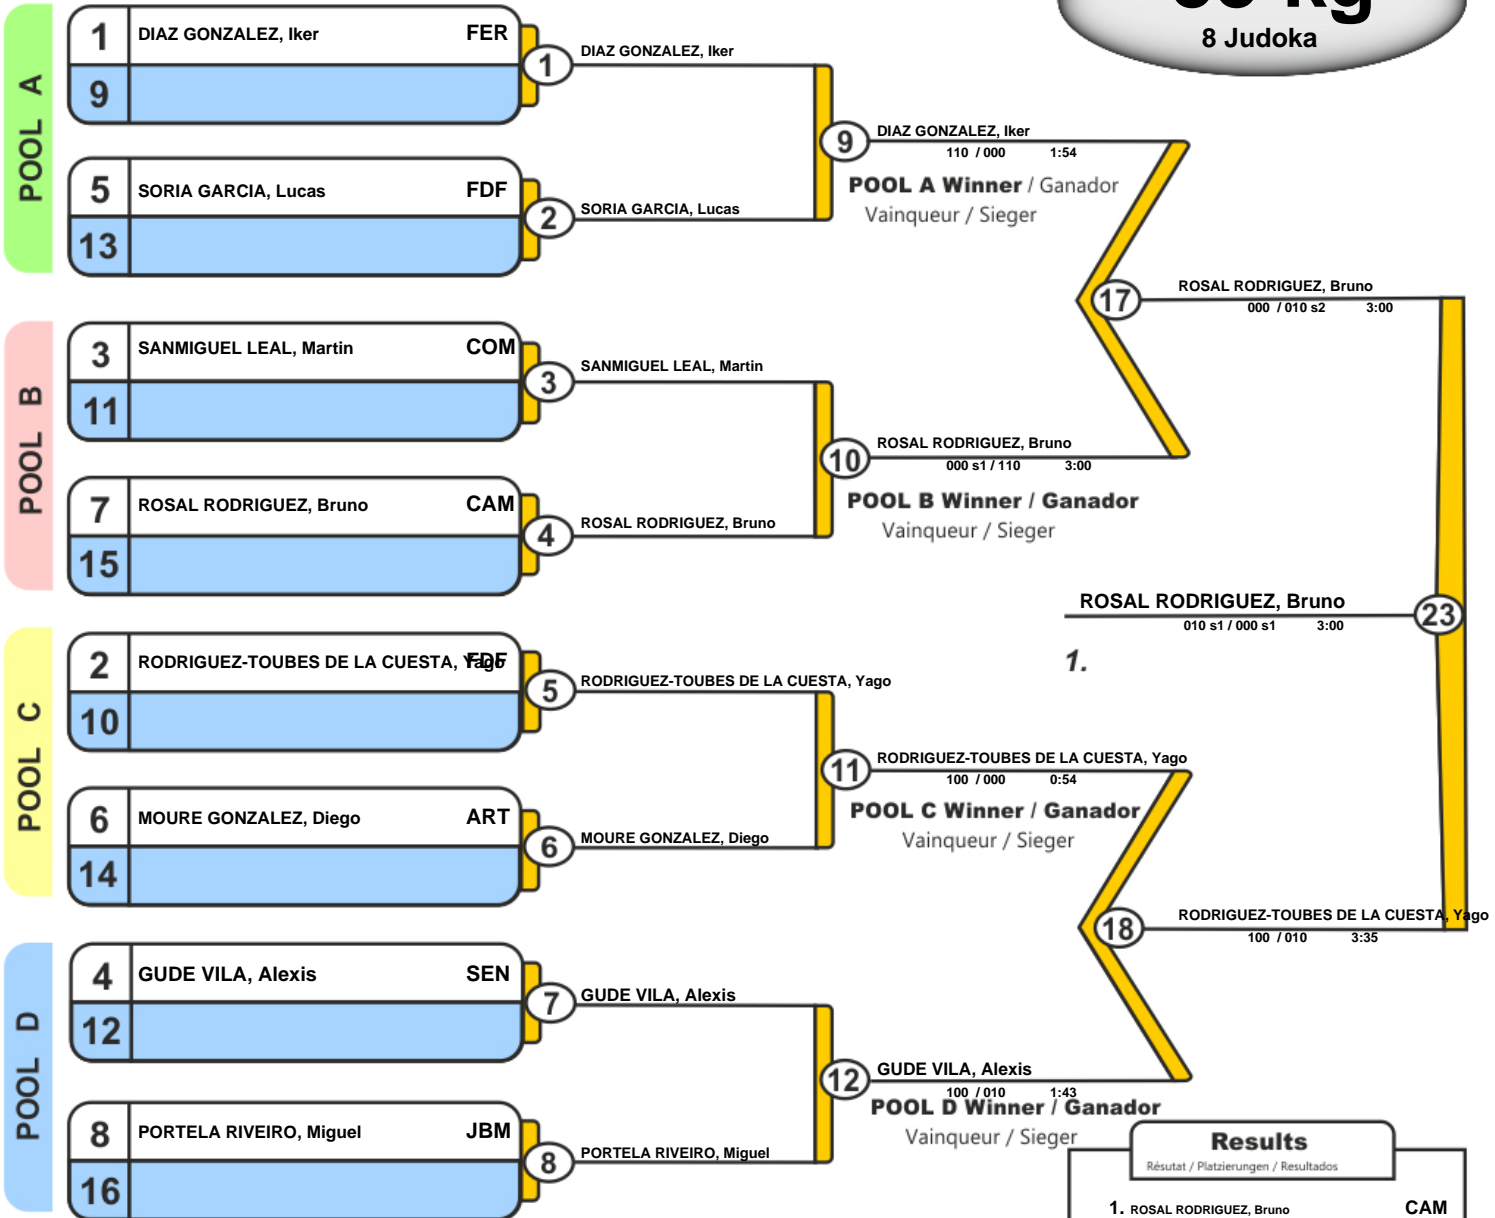 8 Judoka
POOL A
1 DIAZ GONZALEZ, Iker FER
9
1 DIAZ GONZALEZ, Iker
5 SORIA GARCIA, Lucas FDF
13
2 SORIA GARCIA, Lucas
9 DIAZ GONZALEZ, Iker
110 / 000 1:54
POOL A Winner / Ganador
Vainqueur / Sieger
POOL B
3 SANMIGUEL LEAL, Martin COM
11
3 SANMIGUEL LEAL, Martin
7 ROSAL RODRIGUEZ, Bruno CAM
15
4 ROSAL RODRIGUEZ, Bruno
10 ROSAL RODRIGUEZ, Bruno
000 s1 / 110 3:00
POOL B Winner / Ganador
Vainqueur / Sieger
17 ROSAL RODRIGUEZ, Bruno
000 / 010 s2 3:00
ROSAL RODRIGUEZ, Bruno 23
010 s1 / 000 s1 3:00
1.
POOL C
2 RODRIGUEZ-TOUBES DE LA CUESTA, Yago FDF
10
5 RODRIGUEZ-TOUBES DE LA CUESTA, Yago
6 MOURE GONZALEZ, Diego ART
14
6 MOURE GONZALEZ, Diego
11 RODRIGUEZ-TOUBES DE LA CUESTA, Yago
100 / 000 0:54
POOL C Winner / Ganador
Vainqueur / Sieger
18 RODRIGUEZ-TOUBES DE LA CUESTA, Yago
100 / 010 3:35
POOL D
4 GUDE VILA, Alexis SEN
12
7 GUDE VILA, Alexis
8 PORTELA RIVEIRO, Miguel JBM
16
8 PORTELA RIVEIRO, Miguel
12 GUDE VILA, Alexis
100 / 010 1:43
POOL D Winner / Ganador
Vainqueur / Sieger
Results
Résutat / Platzierungen / Resultados
1. ROSAL RODRIGUEZ, Bruno CAM